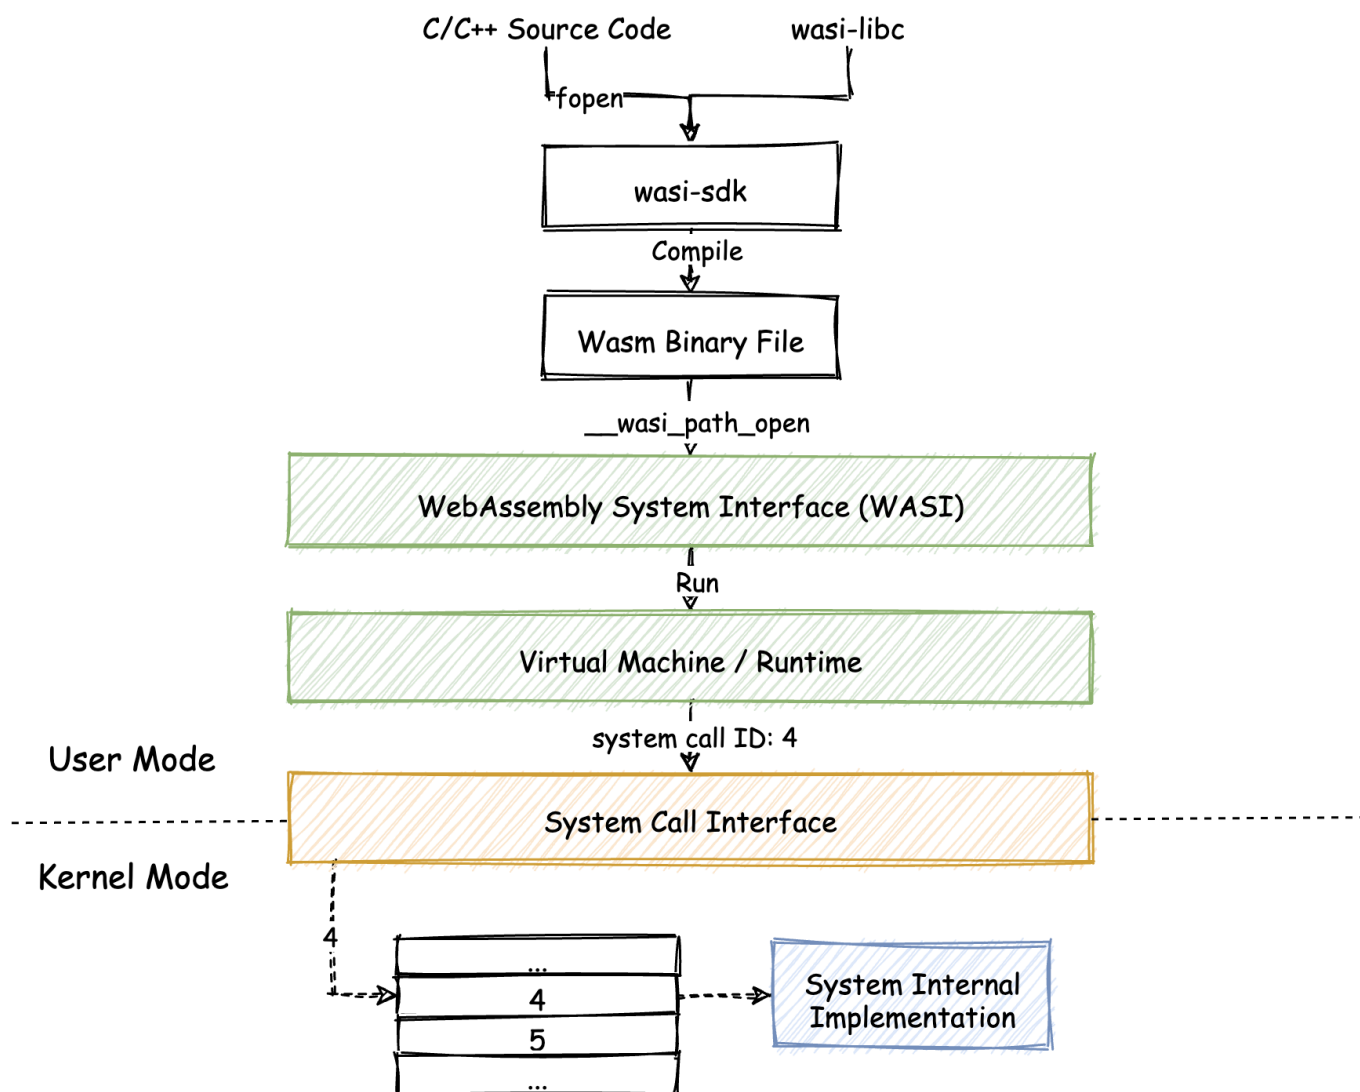 C/C++ Source Code
wasi-libc
fopen
wasi-sdk
Compile
Wasm Binary File
__wasi_path_open
WebAssembly System Interface (WASI)
Run
Virtual Machine / Runtime
system call ID: 4
User Mode
System Call Interface
Kernel Mode
4
...
4
5
...
System Internal
Implementation